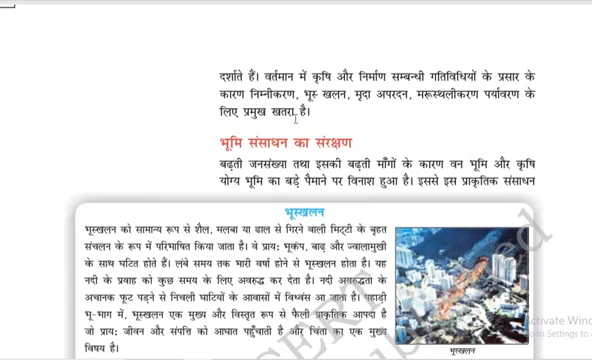 दर्शाते हैं। वर्तमान में कृषि और निर्माण सम्बन्धी गतिविधियों के प्रसार के
कारण निम्नीकरण, भूस्खलन, मृदा अपरदन, मरूस्थलीकरण पर्यावरण के
लिए प्रमुख खतरा है।
भूमि संसाधन का संरक्षण
बढ़ती जनसंख्या तथा इसकी बढ़ती माँगों के कारण वन भूमि और कृषि
योग्य भूमि का बड़े पैमाने पर विनाश हुआ है। इससे इस प्राकृतिक संसाधन
भूस्खलन
भूस्खलन को सामान्य रूप से शैल, मलबा या ढाल से गिरने वाली मिट्टी के बृहत
संचलन के रूप में परिभाषित किया जाता है। वे प्राय: भूकंप, बाढ़ और ज्वालामुखी
के साथ घटित होते हैं। लंबे समय तक भारी वर्षा होने से भूस्खलन होता है। यह
नदी के प्रवाह को कुछ समय के लिए अवरुद्ध कर देता है। नदी अवरुद्धता के
अचानक फूट पड़ने से निचली घाटियों के आवासों में विध्वंस आ जाता है। पहाड़ी
भू-भाग में, भूस्खलन एक मुख्य और विस्तृत रूप से फैली प्राकृतिक आपदा है
जो प्राय: जीवन और संपत्ति को आघात पहुँचाती है और चिंता का एक मुख्य
विषय है।
भूस्खलन
Activate Wind
to to Settings to